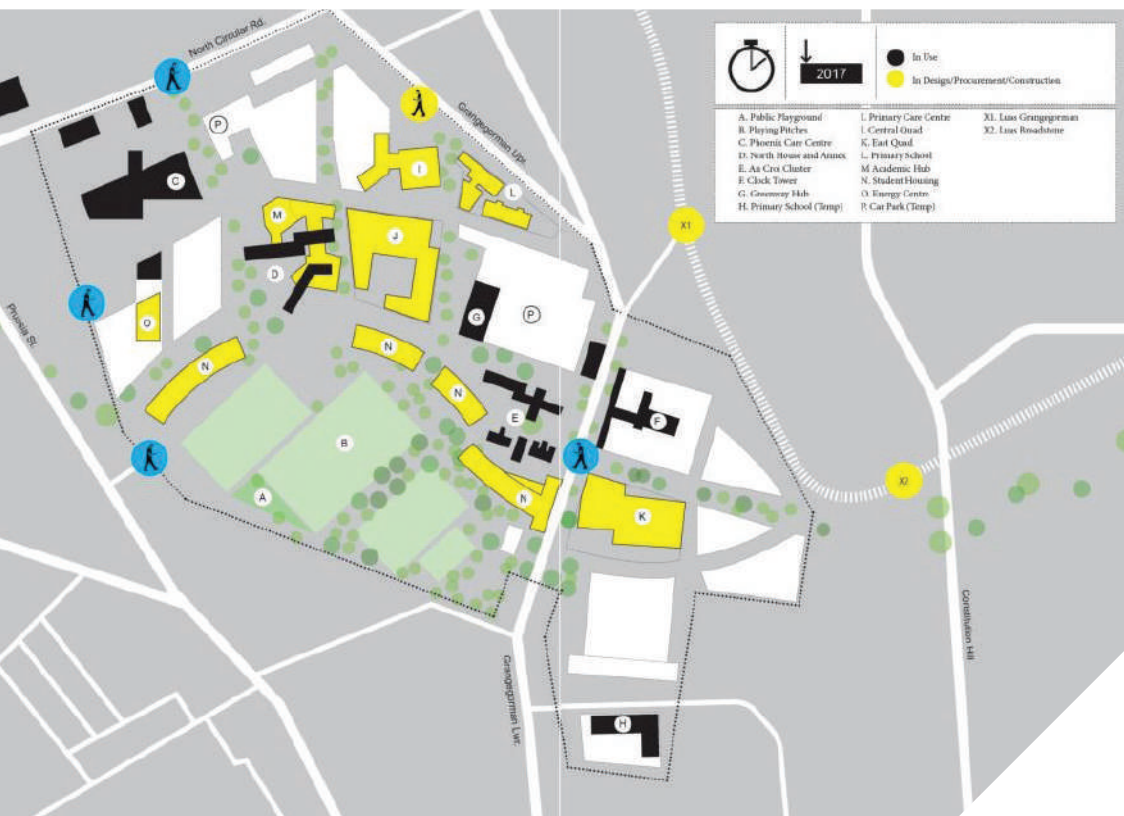 North Circular Rd.
Grangegorman Upr.
Prussia St.
Grangegorman Lwr.
Constitution Hill
2017
In Use
In Design/Procurement/Construction
A. Public Playground
B. Playing Pitches
C. Phoenix Care Centre
D. North House and Annex
E. An Croí Cluster
F. Clock Tower
G. Greenway Hub
H. Primary School (Temp)
I. Primary Care Centre
J. Central Quad
K. East Quad
L. Primary School
M Academic Hub
N. Student Housing
O. Energy Centre
P. Car Park (Temp)
X1. Luas Grangegorman
X2. Luas Broadstone
P
C
I
L
M
J
D
G
P
O
N
N
N
E
F
B
A
N
K
H
X1
X2